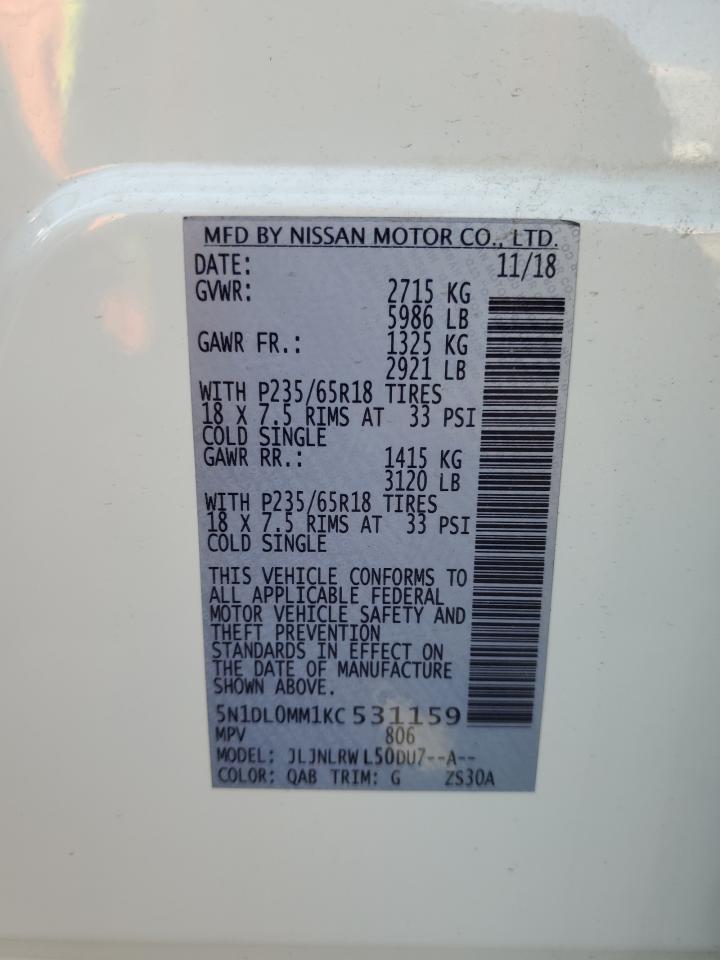 MFD BY NISSAN MOTOR CO., LTD.
DATE: 11/18
GVWR: 2715 KG
5986 LB
GAWR FR.: 1325 KG
2921 LB
WITH P235/65R18 TIRES
18 X 7.5 RIMS AT 33 PSI
COLD SINGLE
GAWR RR.: 1415 KG
3120 LB
WITH P235/65R18 TIRES
18 X 7.5 RIMS AT 33 PSI
COLD SINGLE
THIS VEHICLE CONFORMS TO
ALL APPLICABLE FEDERAL
MOTOR VEHICLE SAFETY AND
THEFT PREVENTION
STANDARDS IN EFFECT ON
THE DATE OF MANUFACTURE
SHOWN ABOVE.
5N1DL0MM1KC 531159
MPV 806
MODEL: JLJNLRW L50DU7--A--
COLOR: QAB TRIM: G ZS30A